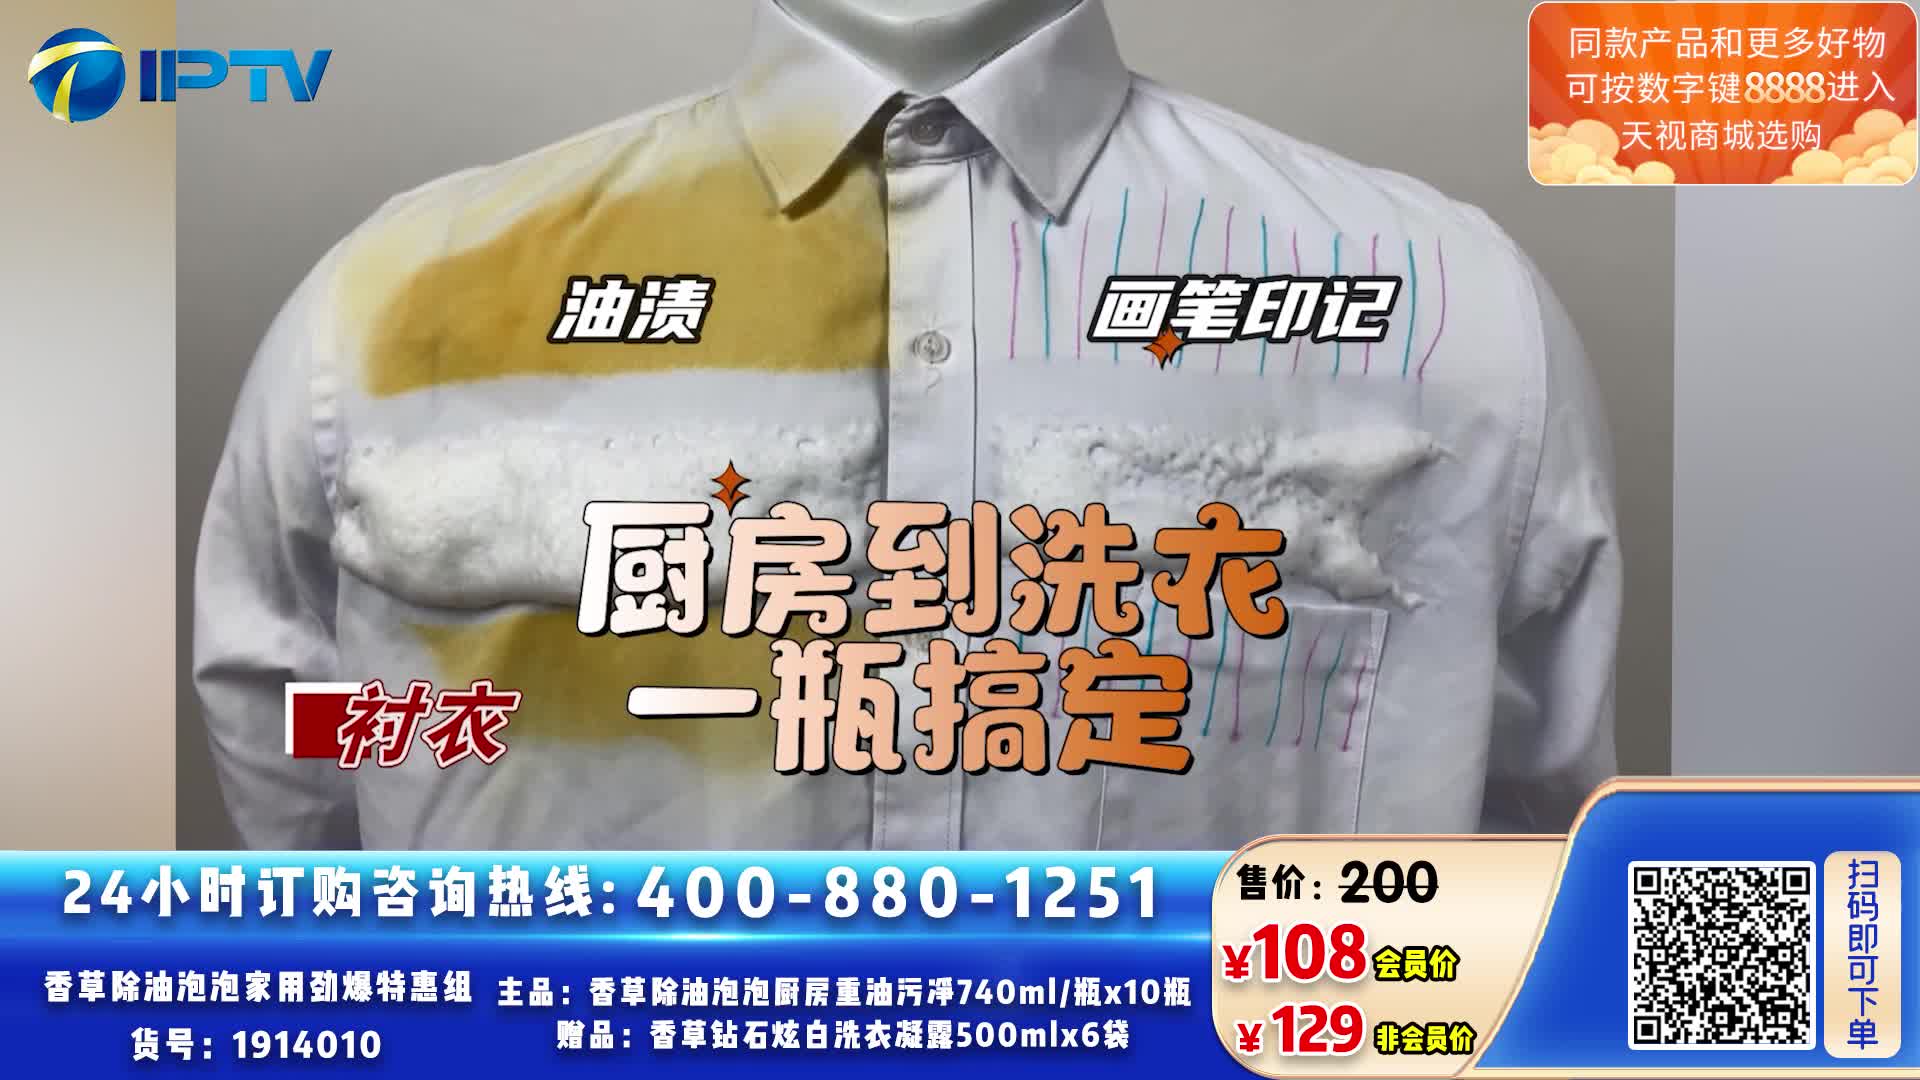 IPTV
同款产品和更多好物
可按数字键8888进入
天视商城选购
油渍
画笔印记
厨房到洗衣
一瓶搞定
衬衣
24小时订购咨询热线:400-880-1251
香草除油泡泡家用劲爆特惠组
货号：1914010
主品：香草除油泡泡厨房重油污净740ml/瓶x10瓶
赠品：香草钻石炫白洗衣凝露500mlx6袋
售价：200
¥108会员价
¥129非会员价
扫码即可下单